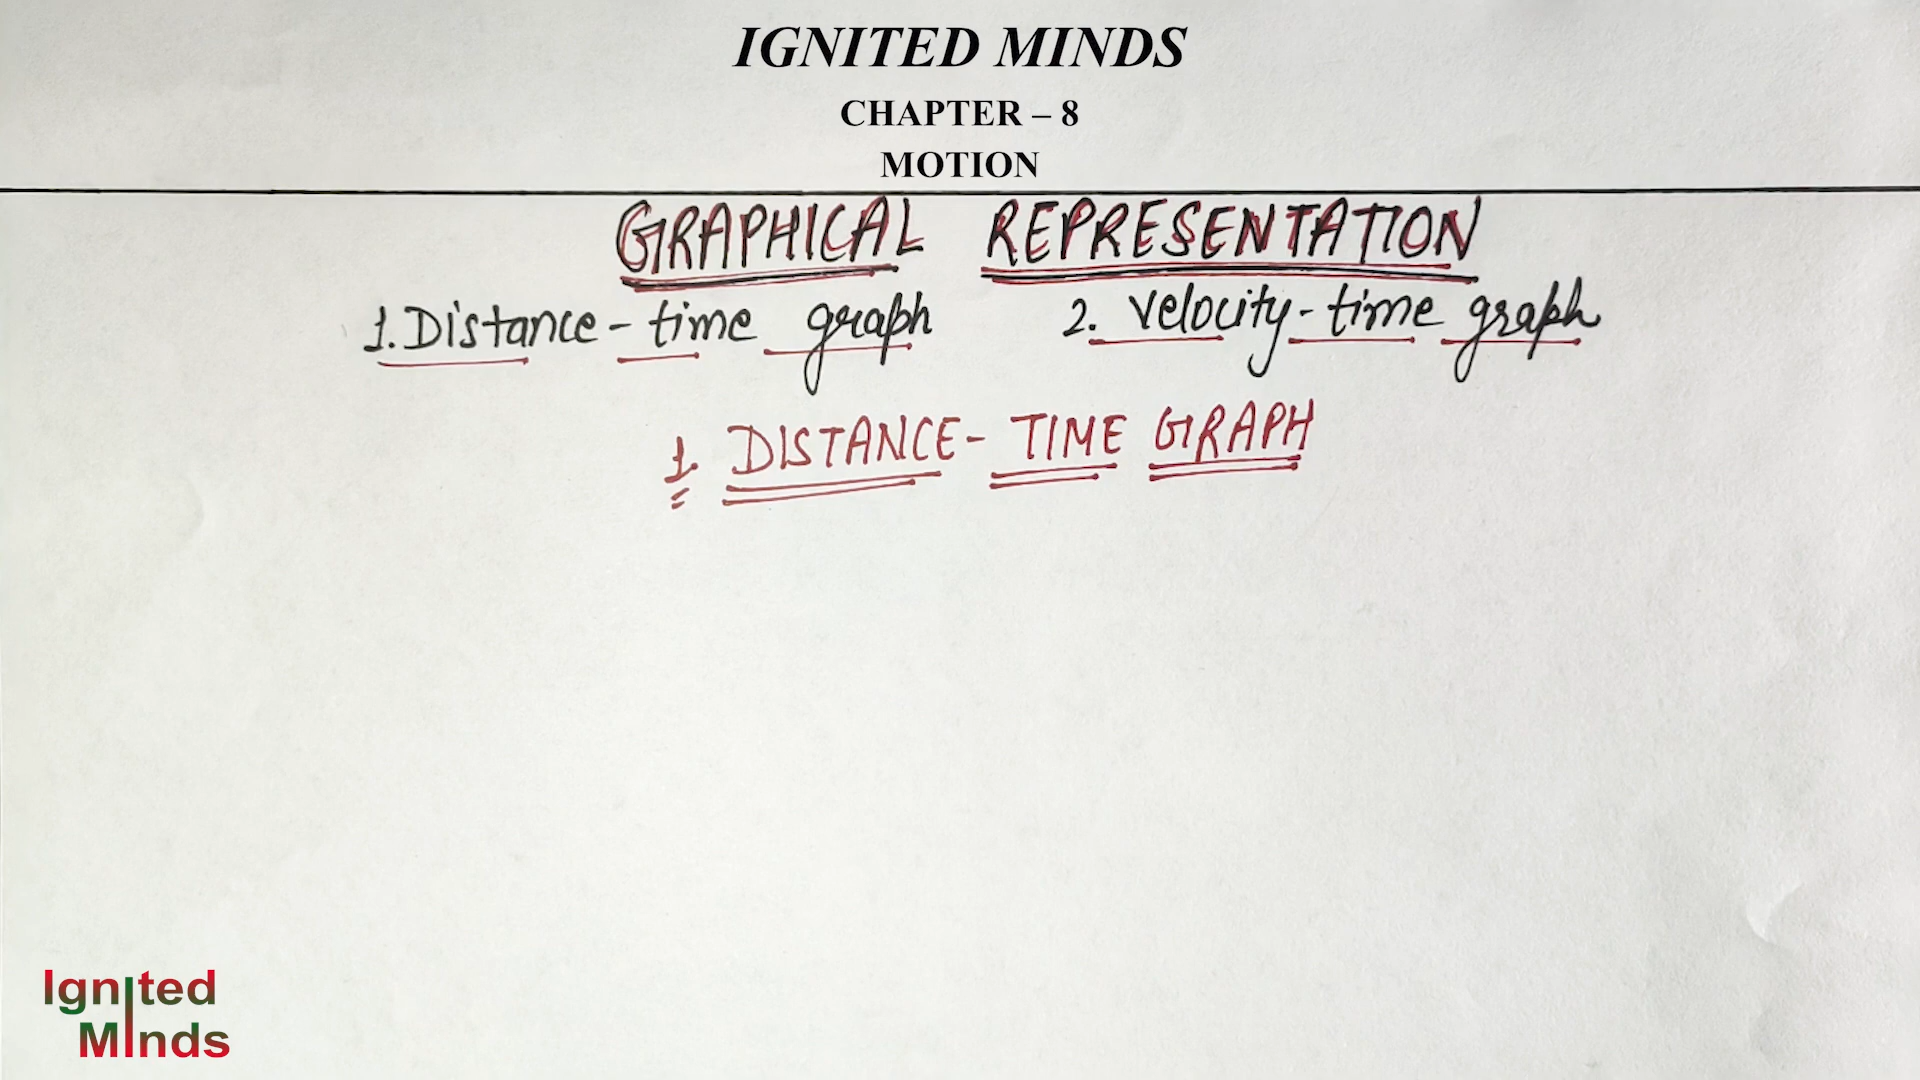 IGNITED MINDS
CHAPTER – 8
MOTION
GRAPHICAL REPRESENTATION
1. Distance - time graph 2. Velocity - time graph
1. DISTANCE - TIME GRAPH
Ignited
Minds